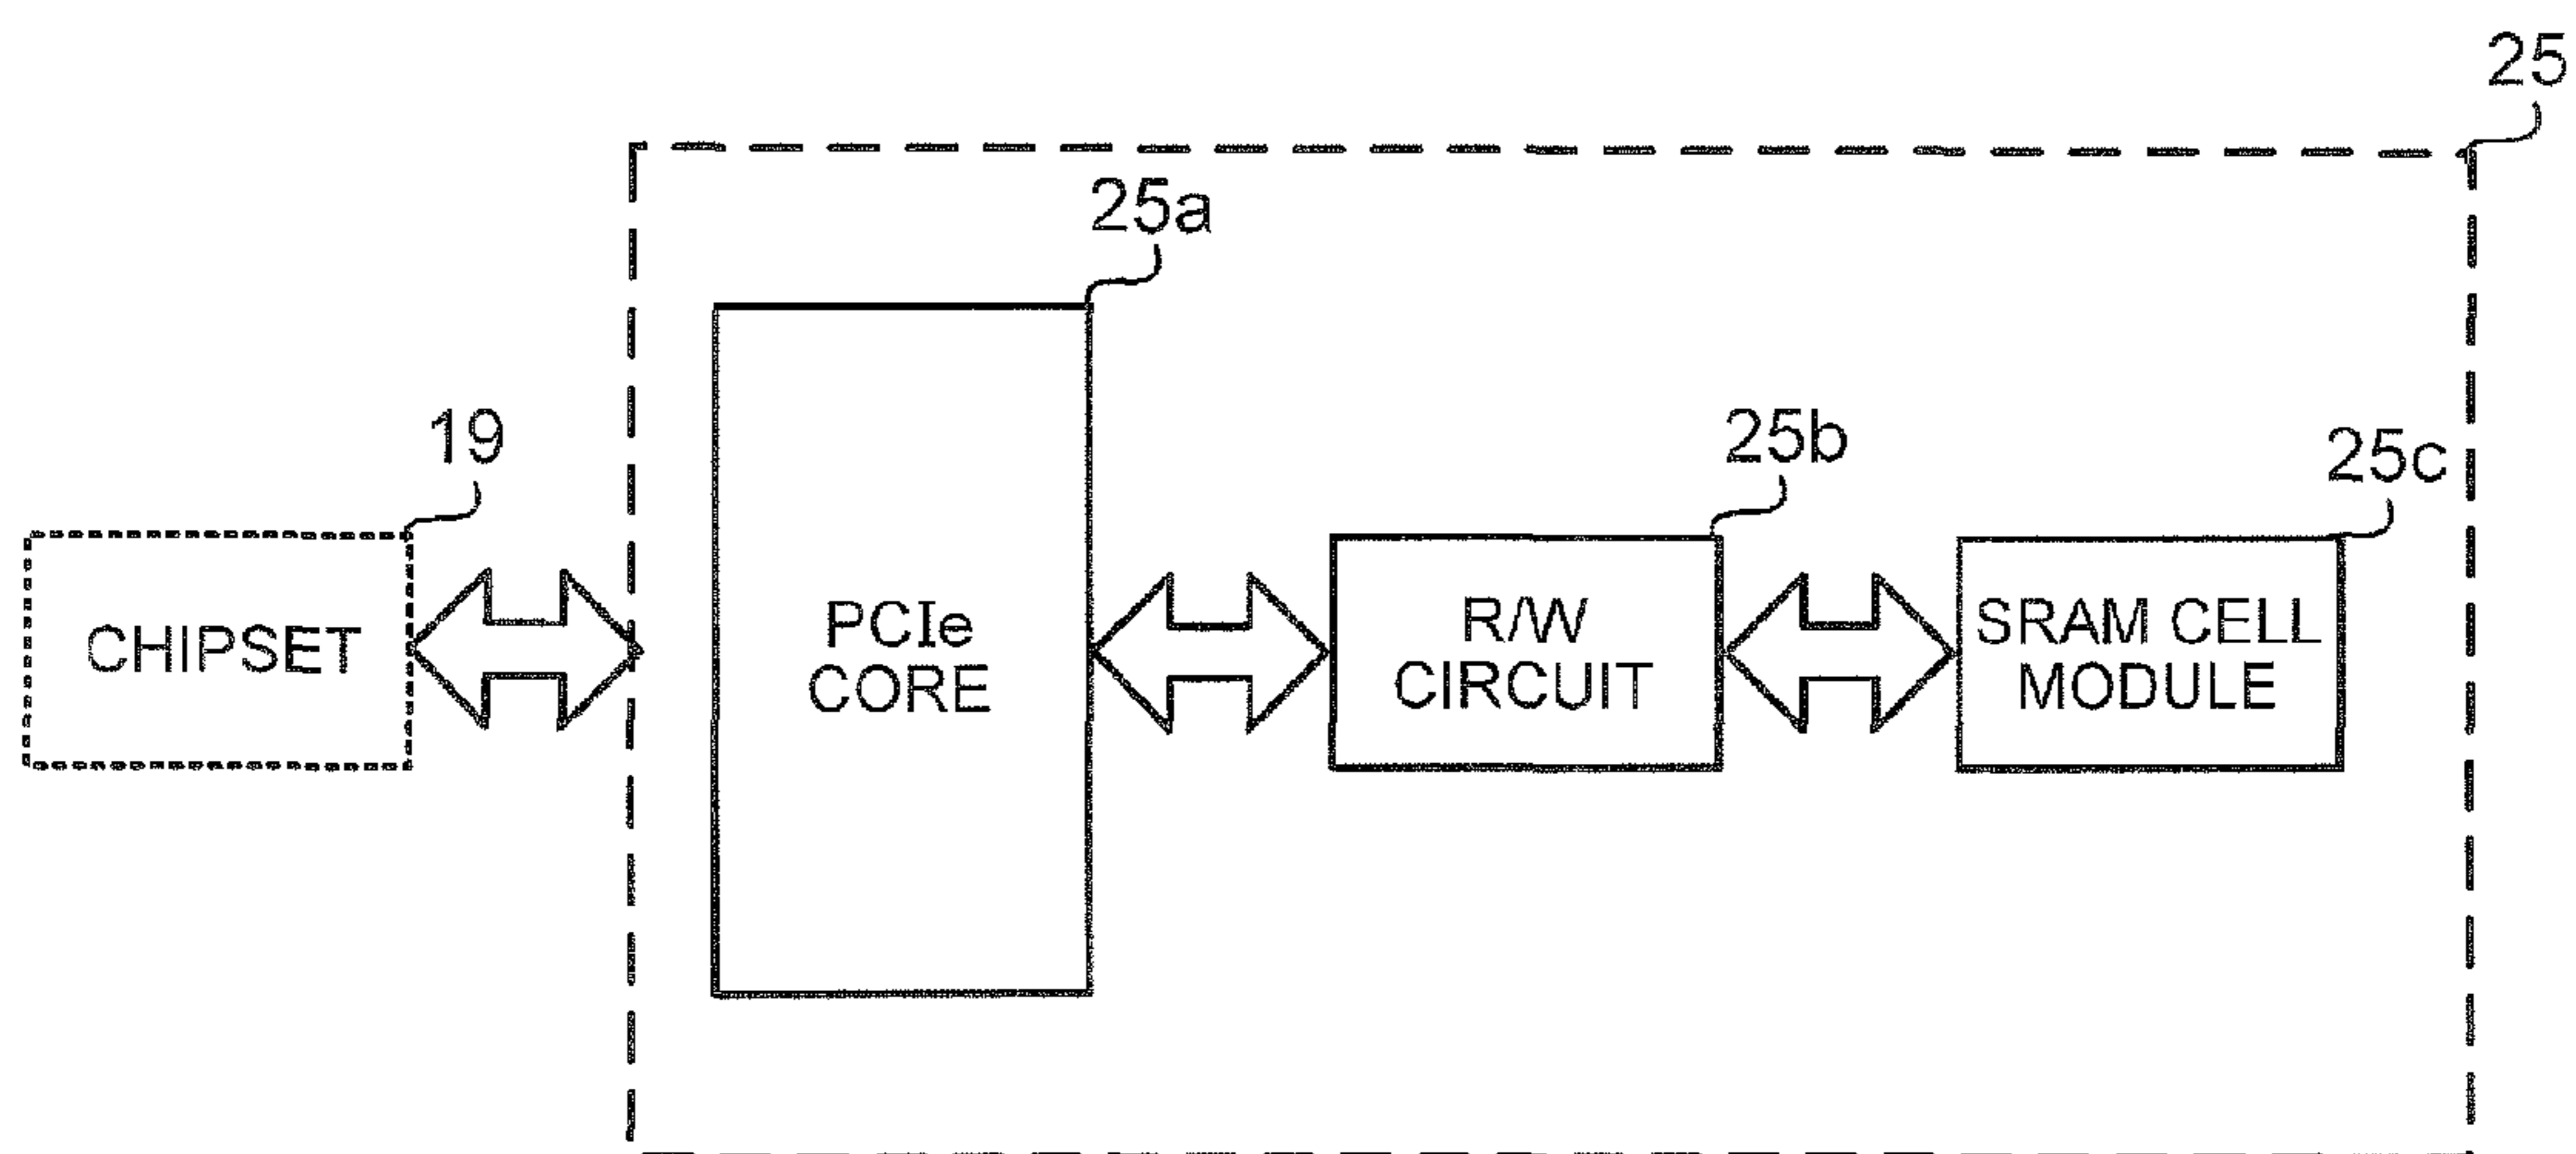 25
25a
19
25b
25c
CHIPSET
PCIe
CORE
R/W
CIRCUIT
SRAM CELL
MODULE